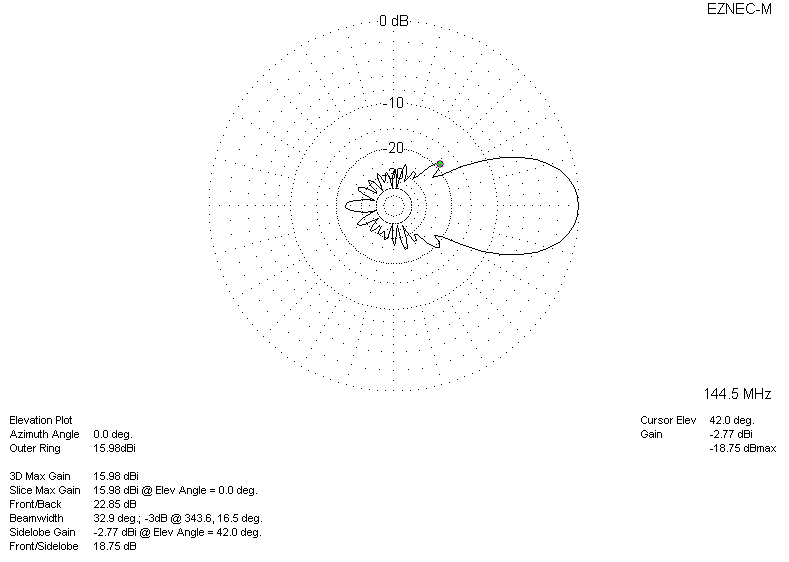 EZNEC-M
0 dB
-10
-20
-30
144.5 MHz
Elevation Plot
Azimuth Angle 0.0 deg.
Outer Ring 15.98dBi
Cursor Elev 42.0 deg.
Gain -2.77 dBi
-18.75 dBmax
3D Max Gain 15.98 dBi
Slice Max Gain 15.98 dBi @ Elev Angle = 0.0 deg.
Front/Back 22.85 dB
Beamwidth 32.9 deg.; -3dB @ 343.6, 16.5 deg.
Sidelobe Gain -2.77 dBi @ Elev Angle = 42.0 deg.
Front/Sidelobe 18.75 dB